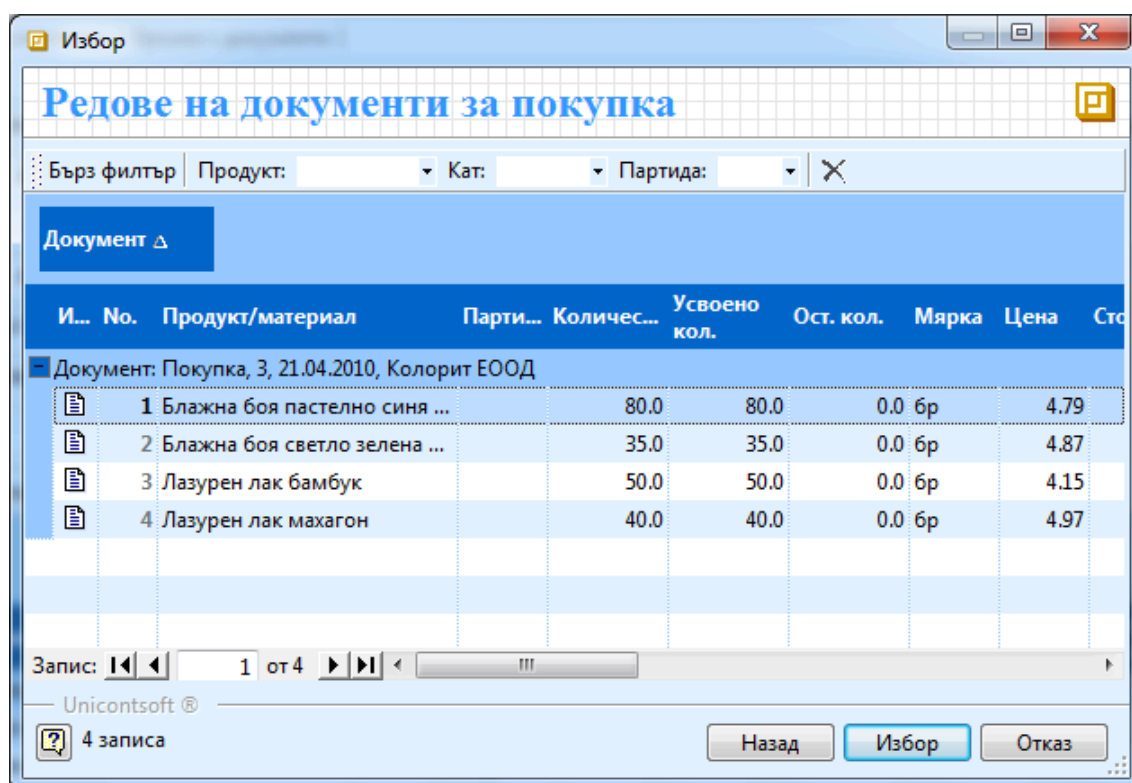 Избор
Редове на документи за покупка
Бърз филтър Продукт: Кат: Партида:
Документ
И... No. Продукт/материал Парти... Количес... Усвоено кол. Ост. кол. Мярка Цена Сто
Документ: Покупка, 3, 21.04.2010, Колорит ЕООД
1 Блажна боя пастелно синя ... 80.0 80.0 0.0 бр 4.79
2 Блажна боя светло зелена ... 35.0 35.0 0.0 бр 4.87
3 Лазурен лак бамбук 50.0 50.0 0.0 бр 4.15
4 Лазурен лак махагон 40.0 40.0 0.0 бр 4.97
Запис: 1 от 4
Unicontsoft ®
4 записа Назад Избор Отказ